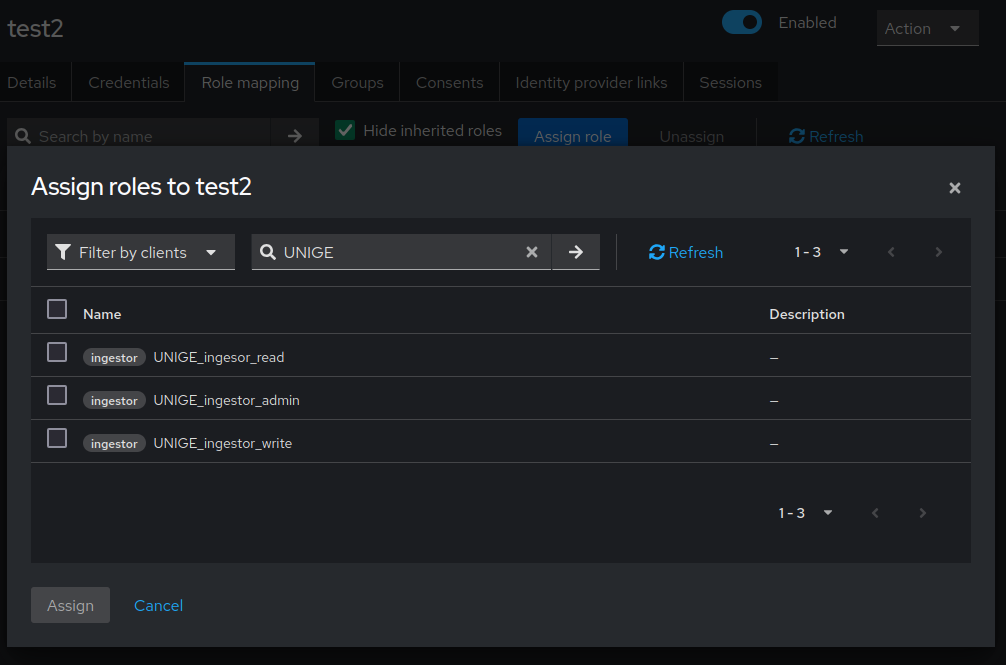 test2
Enabled
Action
Details Credentials Role mapping Groups Consents Identity provider links Sessions
Search by name Hide inherited roles Assign role Unassign Refresh
Assign roles to test2
Filter by clients UNIGE Refresh 1 - 3
Name Description
ingestor UNIGE_ingesor_read –
ingestor UNIGE_ingestor_admin –
ingestor UNIGE_ingestor_write –
1 - 3
Assign Cancel